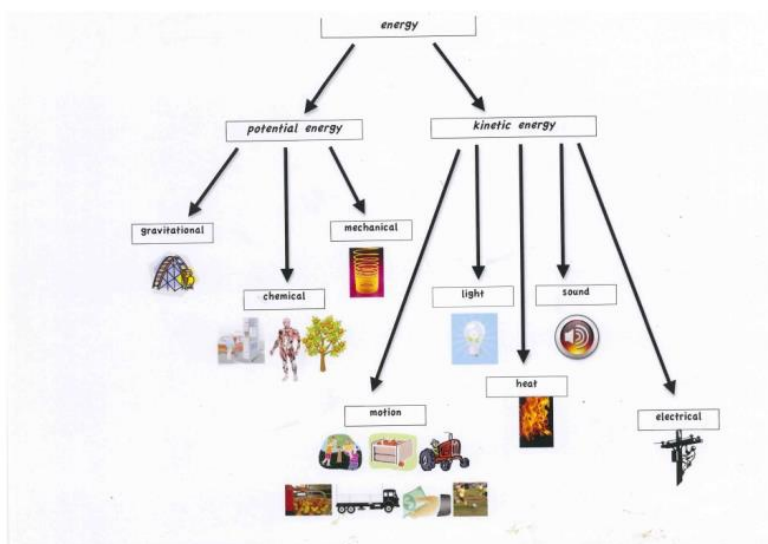 energy
potential energy
kinetic energy
gravitational
mechanical
chemical
light
sound
heat
motion
electrical